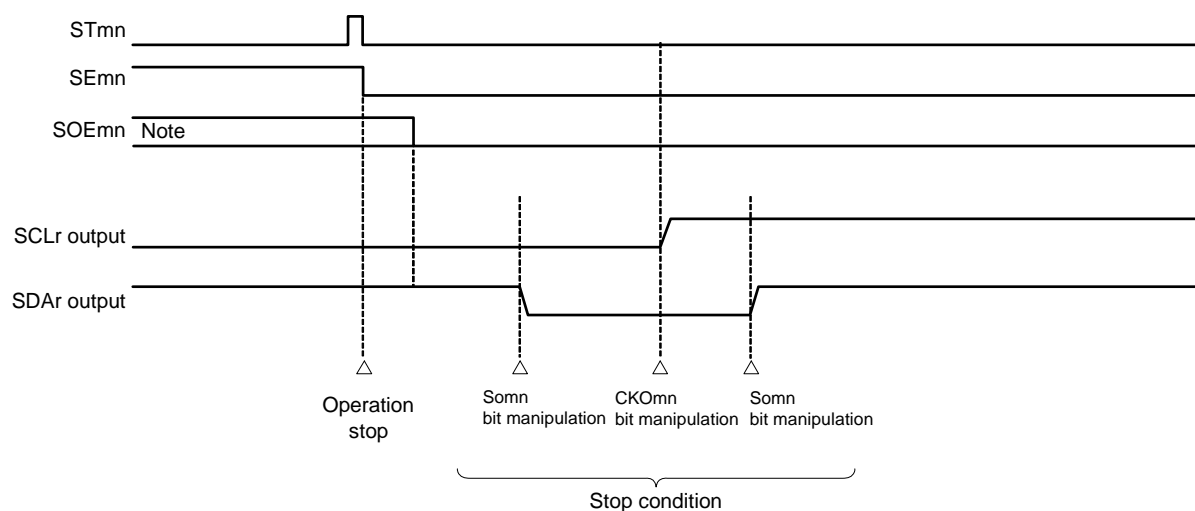 STmn
SEmn
SOEmn Note
SCLr output
SDAr output
Operation
stop
Somn
bit manipulation
CKOmn
bit manipulation
Somn
bit manipulation
Stop condition